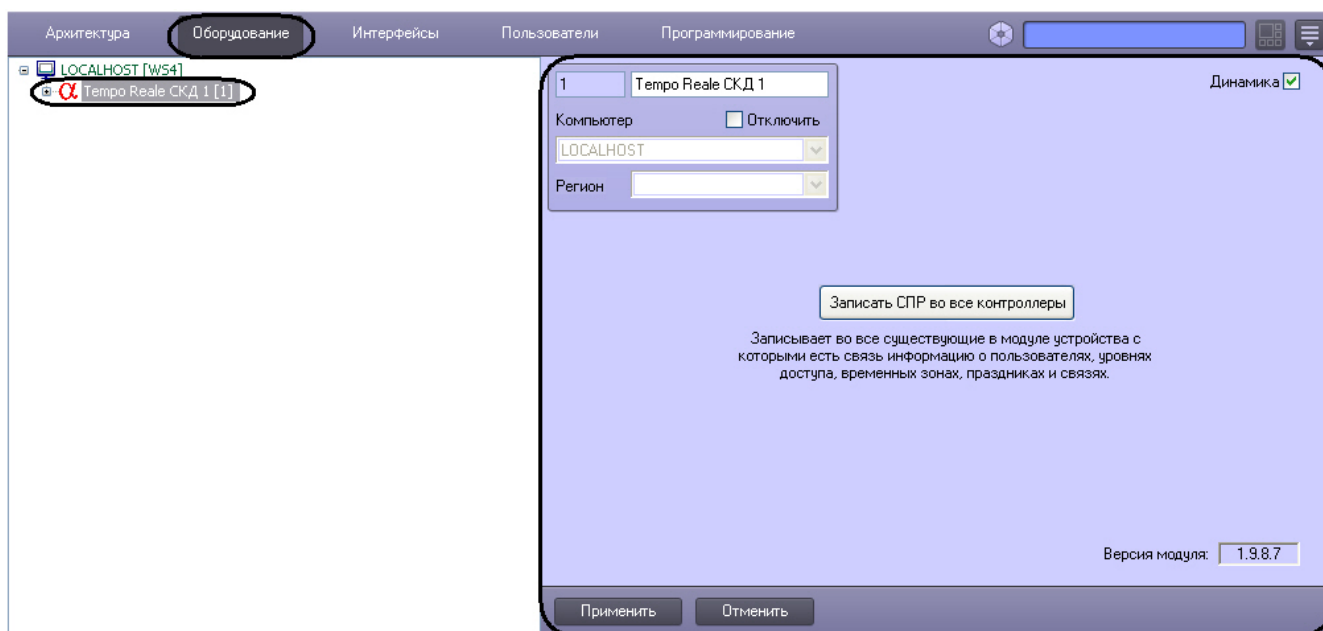 Архитектура Оборудование Интерфейсы Пользователи Программирование
LOCALHOST [WS4]
Tempo Reale СКД 1 [1]
1 Tempo Reale СКД 1
Динамика
Компьютер Отключить
LOCALHOST
Регион
Записать СПР во все контроллеры
Записывает во все существующие в модуле устройства с
которыми есть связь информацию о пользователях, уровнях
доступа, временных зонах, праздниках и связях.
Версия модуля: 1.9.8.7
Применить Отменить